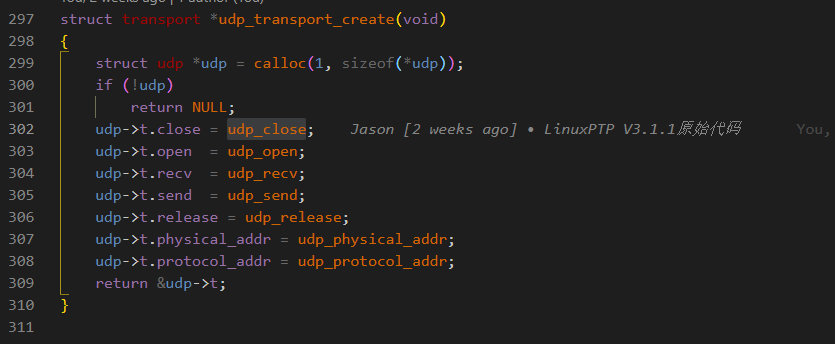 You, 2 weeks ago | 1 author (You)
297 struct transport *udp_transport_create(void)
298 {
299 struct udp *udp = calloc(1, sizeof(*udp));
300 if (!udp)
301 return NULL;
302 udp->t.close = udp_close; Jason [2 weeks ago] • LinuxPTP V3.1.1原始代码 You,
303 udp->t.open = udp_open;
304 udp->t.recv = udp_recv;
305 udp->t.send = udp_send;
306 udp->t.release = udp_release;
307 udp->t.physical_addr = udp_physical_addr;
308 udp->t.protocol_addr = udp_protocol_addr;
309 return &udp->t;
310 }
311